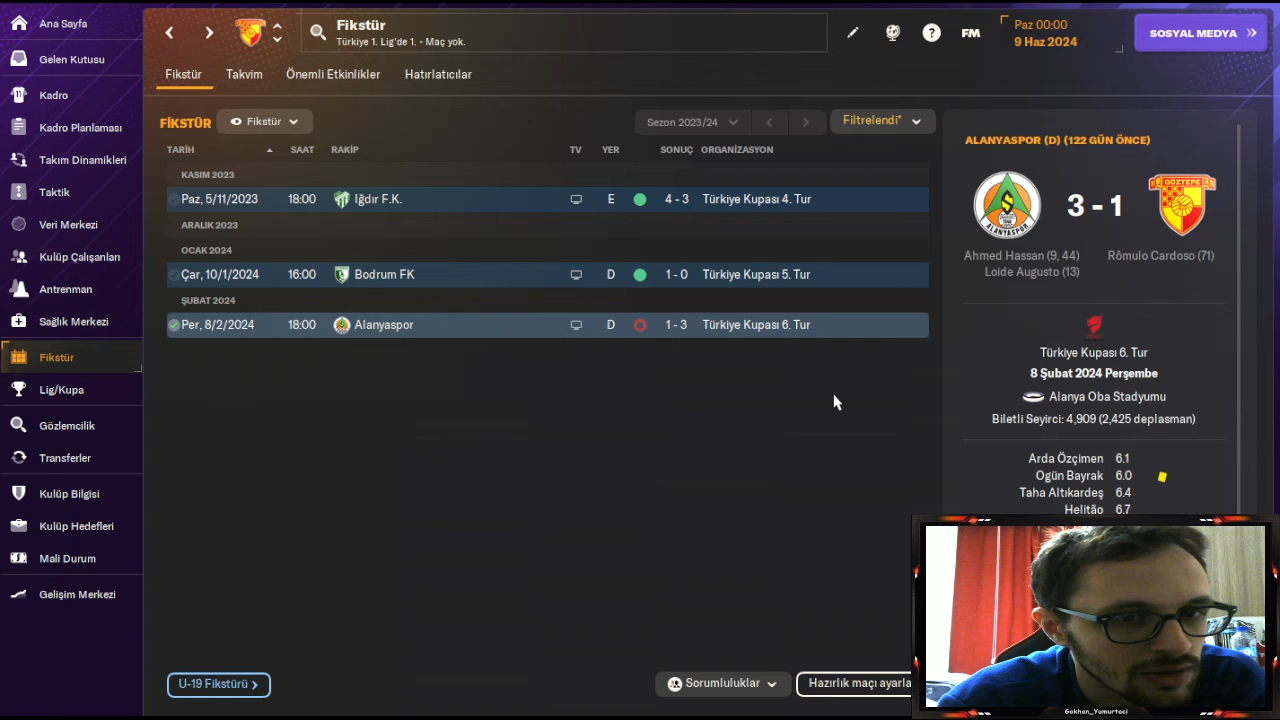 Ana Sayfa
Gelen Kutusu
Kadro
Kadro Planlaması
Takım Dinamikleri
Taktik
Veri Merkezi
Kulüp Çalışanları
Antrenman
Sağlık Merkezi
Fikstür
Lig/Kupa
Gözlemcilik
Transferler
Kulüp Bilgisi
Kulüp Hedefleri
Mali Durum
Gelişim Merkezi
Fikstür
Türkiye 1. Lig'de 1. - Maç yok.
? FM
Paz 00:00
9 Haz 2024
SOSYAL MEDYA
Fikstür Takvim Önemli Etkinlikler Hatırlatıcılar
FİKSTÜR Fikstür Sezon 2023/24 Filtrelendi*
TARİH SAAT RAKİP TV YER SONUÇ ORGANİZASYON
KASIM 2023
Paz, 5/11/2023 18:00 Iğdır F.K. E 4 - 3 Türkiye Kupası 4. Tur
ARALIK 2023
OCAK 2024
Çar, 10/1/2024 16:00 Bodrum FK D 1 - 0 Türkiye Kupası 5. Tur
ŞUBAT 2024
Per, 8/2/2024 18:00 Alanyaspor D 1 - 3 Türkiye Kupası 6. Tur
U-19 Fikstürü
Sorumluluklar
Hazırlık maçı ayarla
ALANYASPOR (D) (122 GÜN ÖNCE)
ALANYASPOR
3 - 1
GÖZTEPE
Ahmed Hassan (9, 44) Rômulo Cardoso (71)
Loide Augusto (13)
Türkiye Kupası 6. Tur
8 Şubat 2024 Perşembe
Alanya Oba Stadyumu
Biletli Seyirci: 4,909 (2,425 deplasman)
Arda Özçimen 6.1
Ogün Bayrak 6.0
Taha Altıkardeş 6.4
Helitão 6.7
Gokhan_Yumurtaci